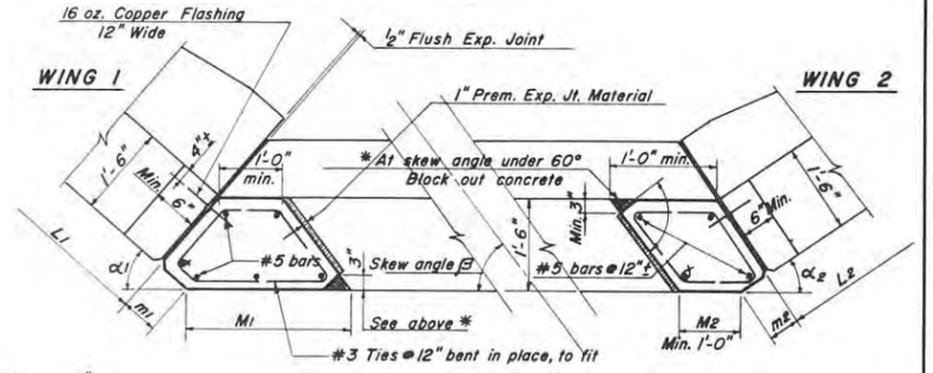 16 oz. Copper Flashing
12" Wide
1/2" Flush Exp. Joint
WING 1
WING 2
1" Prem. Exp. Jt. Material
4"±
1'-6"
Min.
6"
1'-0"
min.
* At skew angle under 60°
Block out concrete
1'-0" min.
Min. 3"
1'-6"
6" Min.
1'-6"
L1
α1
m1
#5 bars
3"
Skew angle β
#5 bars @ 12"±
α2
L2
m2
M1
See above *
M2
Min. 1'-0"
#3 Ties @ 12" bent in place, to fit